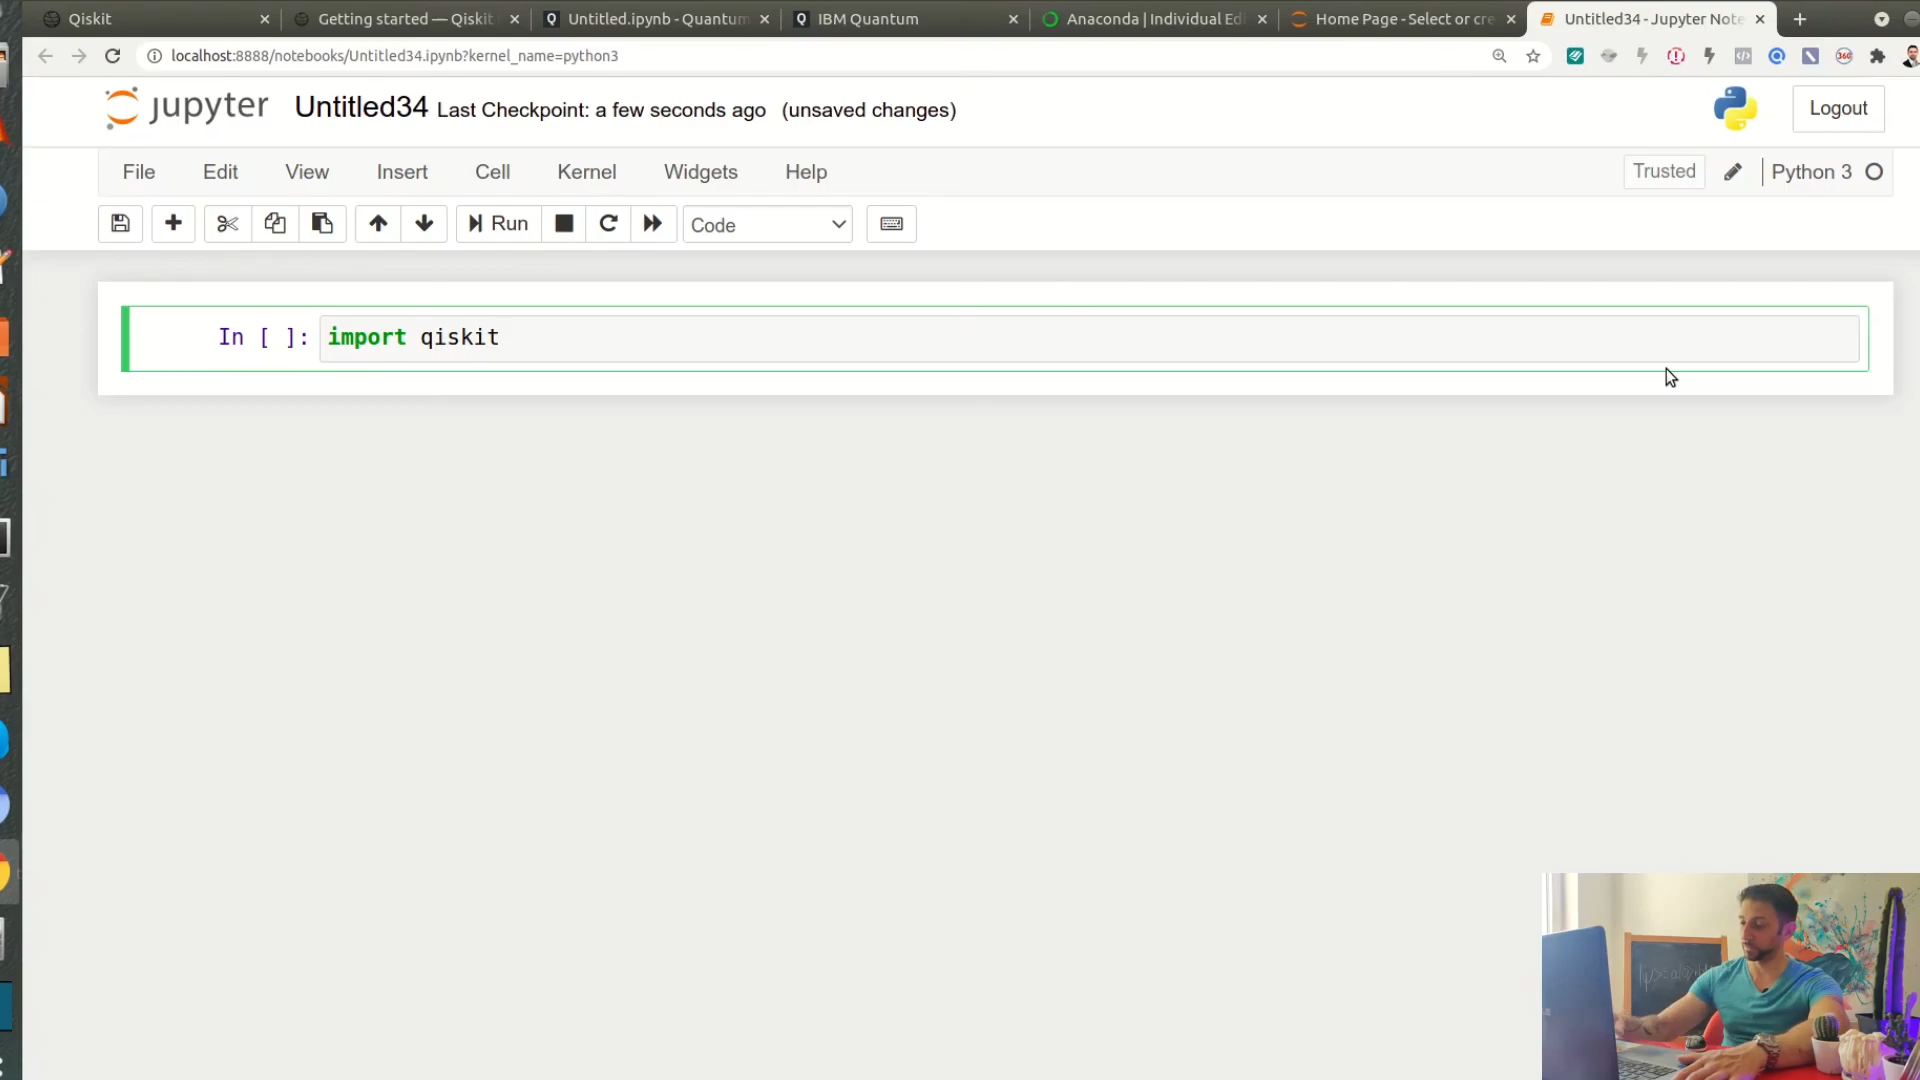 Qiskit
Getting started — Qiskit
Untitled.ipynb - Quantum
IBM Quantum
Anaconda | Individual Edi
Home Page - Select or cre
Untitled34 - Jupyter Note
localhost:8888/notebooks/Untitled34.ipynb?kernel_name=python3
360
jupyter Untitled34 Last Checkpoint: a few seconds ago (unsaved changes)
Logout
File Edit View Insert Cell Kernel Widgets Help
Trusted
Python 3
Run
Code
In [ ]: import qiskit